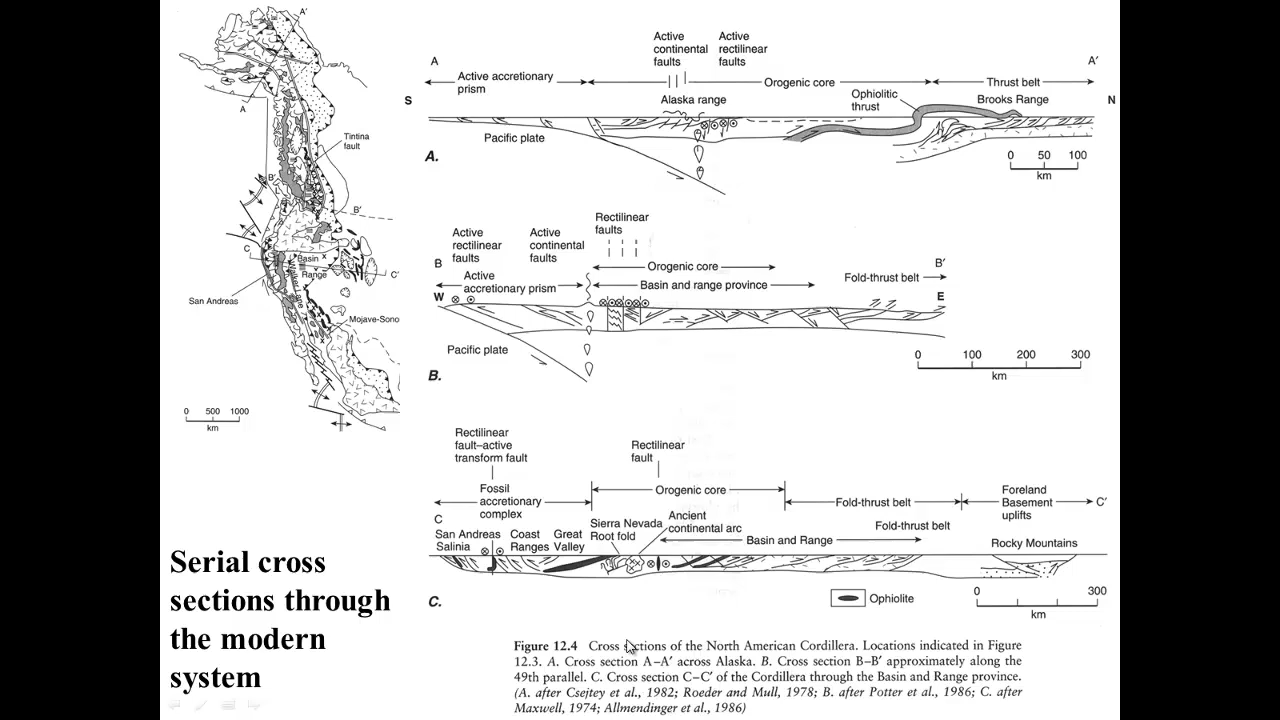 A′
A
Tintina
fault
B′
B′
C
C′
Basin
Range
San Andreas
Mojave-Sono
0 500 1000
km
Serial cross
sections through
the modern
system
Active
continental
faults
Active
rectilinear
faults
A
A′
Active accretionary
prism
Orogenic core
Thrust belt
S
Alaska range
Ophiolitic
thrust
Brooks Range
N
Pacific plate
A.
0 50 100
km
Rectilinear
faults
Active
rectilinear
faults
Active
continental
faults
B
Orogenic core
B′
Active
accretionary prism
Basin and range province
Fold-thrust belt
W
E
Pacific plate
B.
0 100 200 300
km
Rectilinear
fault–active
transform fault
Rectilinear
fault
Fossil
accretionary
complex
Orogenic core
Fold-thrust belt
Foreland
Basement
uplifts
C′
C
San Andreas
Salinia
Coast
Ranges
Great
Valley
Sierra Nevada
Root fold
Ancient
continental arc
Basin and Range
Fold-thrust belt
Rocky Mountains
C.
Ophiolite
0 300
km
Figure 12.4 Cross sections of the North American Cordillera. Locations indicated in Figure
12.3. A. Cross section A–A′ across Alaska. B. Cross section B–B′ approximately along the
49th parallel. C. Cross section C–C′ of the Cordillera through the Basin and Range province.
(A. after Csejtey et al., 1982; Roeder and Mull, 1978; B. after Potter et al., 1986; C. after
Maxwell, 1974; Allmendinger et al., 1986)